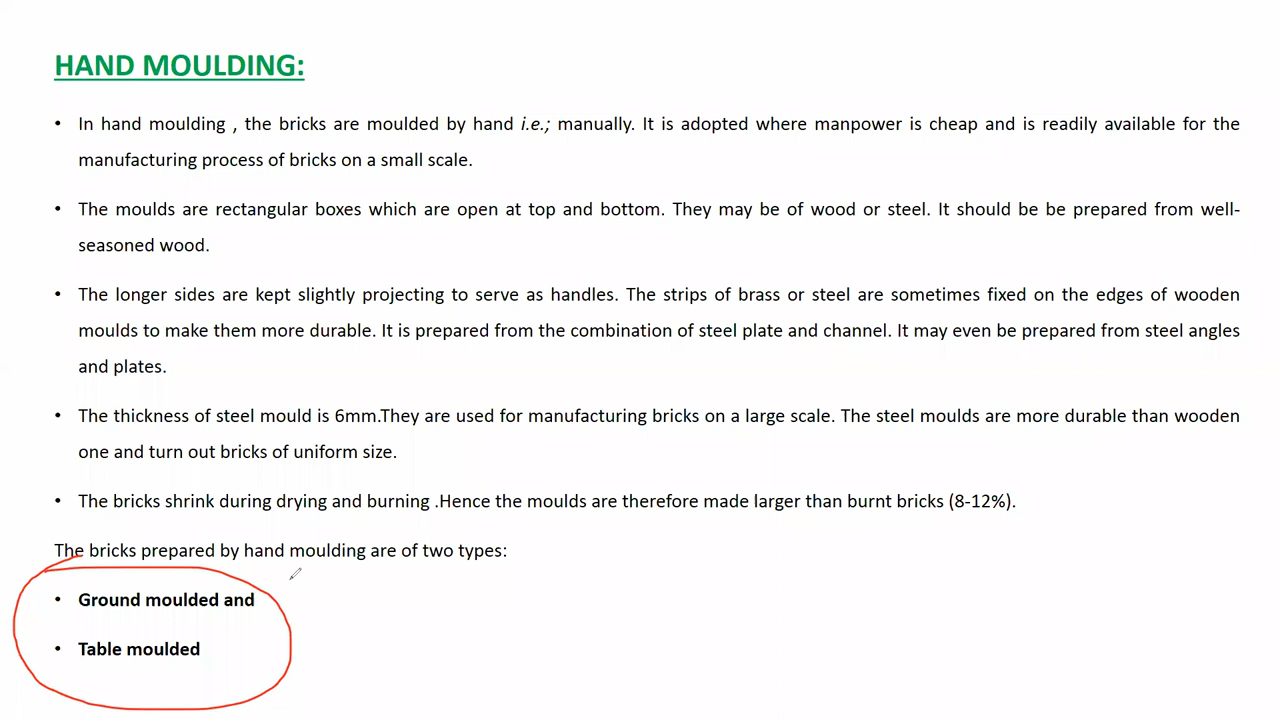 HAND MOULDING:
• In hand moulding , the bricks are moulded by hand i.e.; manually. It is adopted where manpower is cheap and is readily available for the
manufacturing process of bricks on a small scale.
• The moulds are rectangular boxes which are open at top and bottom. They may be of wood or steel. It should be be prepared from well-
seasoned wood.
• The longer sides are kept slightly projecting to serve as handles. The strips of brass or steel are sometimes fixed on the edges of wooden
moulds to make them more durable. It is prepared from the combination of steel plate and channel. It may even be prepared from steel angles
and plates.
• The thickness of steel mould is 6mm.They are used for manufacturing bricks on a large scale. The steel moulds are more durable than wooden
one and turn out bricks of uniform size.
• The bricks shrink during drying and burning .Hence the moulds are therefore made larger than burnt bricks (8-12%).
The bricks prepared by hand moulding are of two types:
• Ground moulded and
• Table moulded